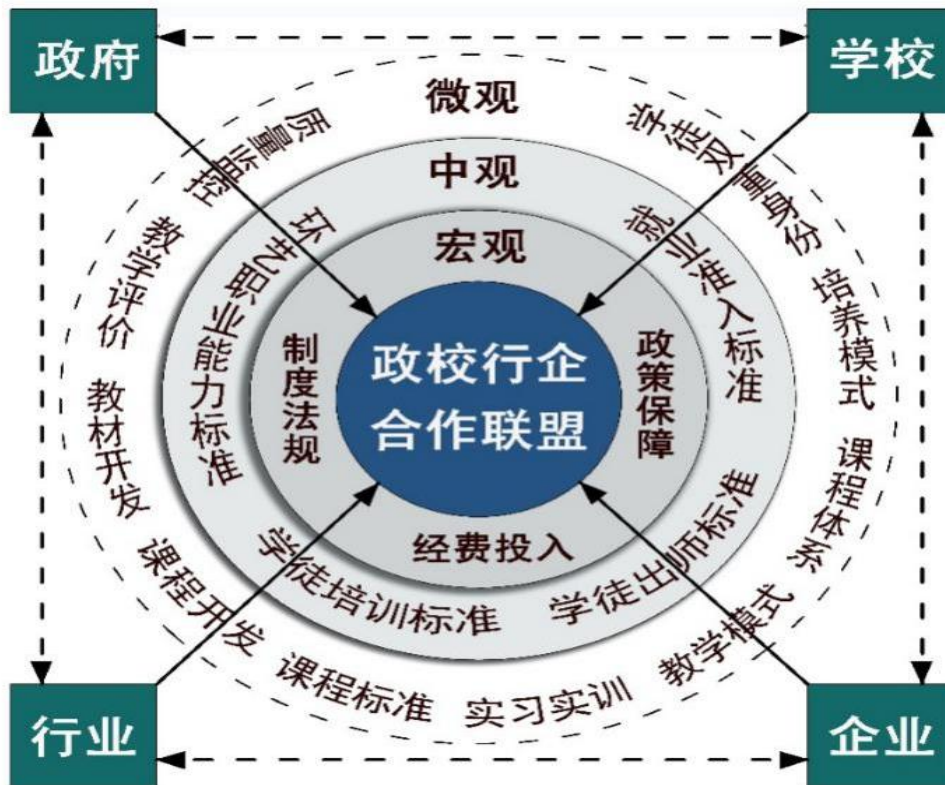 政府
学校
微观
质量监控
学徒双重身份
中观
环艺职业能力标准
就业准入标准
宏观
教学评价
培养模式
制度法规
政校行企
合作联盟
政策保障
教材开发
课程体系
经费投入
学徒培训标准
学徒出师标准
课程开发
教学模式
课程标准
实习实训
行业
企业